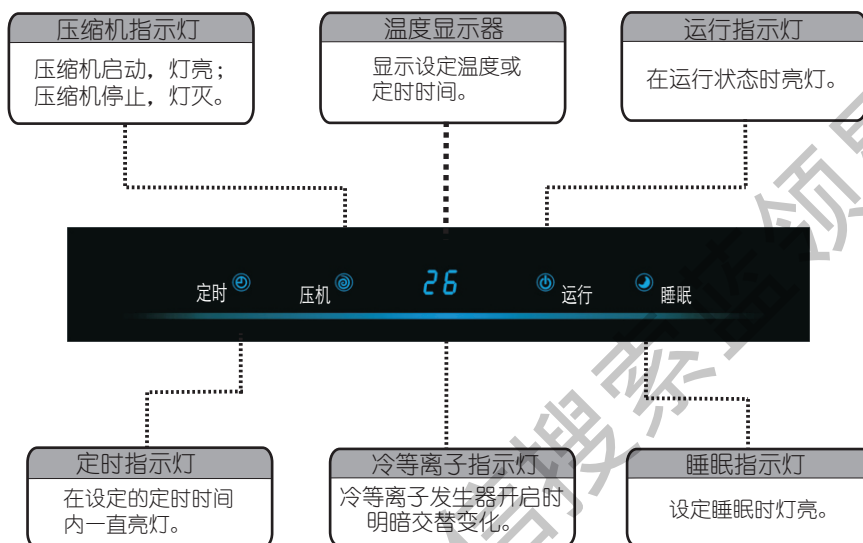 压缩机指示灯
压缩机启动，灯亮；
压缩机停止，灯灭。
温度显示器
显示设定温度或
定时时间。
运行指示灯
在运行状态时亮灯。
定时
压机
26
运行
睡眠
定时指示灯
在设定的定时时间
内一直亮灯。
冷等离子指示灯
冷等离子发生器开启时
明暗交替变化。
睡眠指示灯
设定睡眠时灯亮。
信搜索蓝领